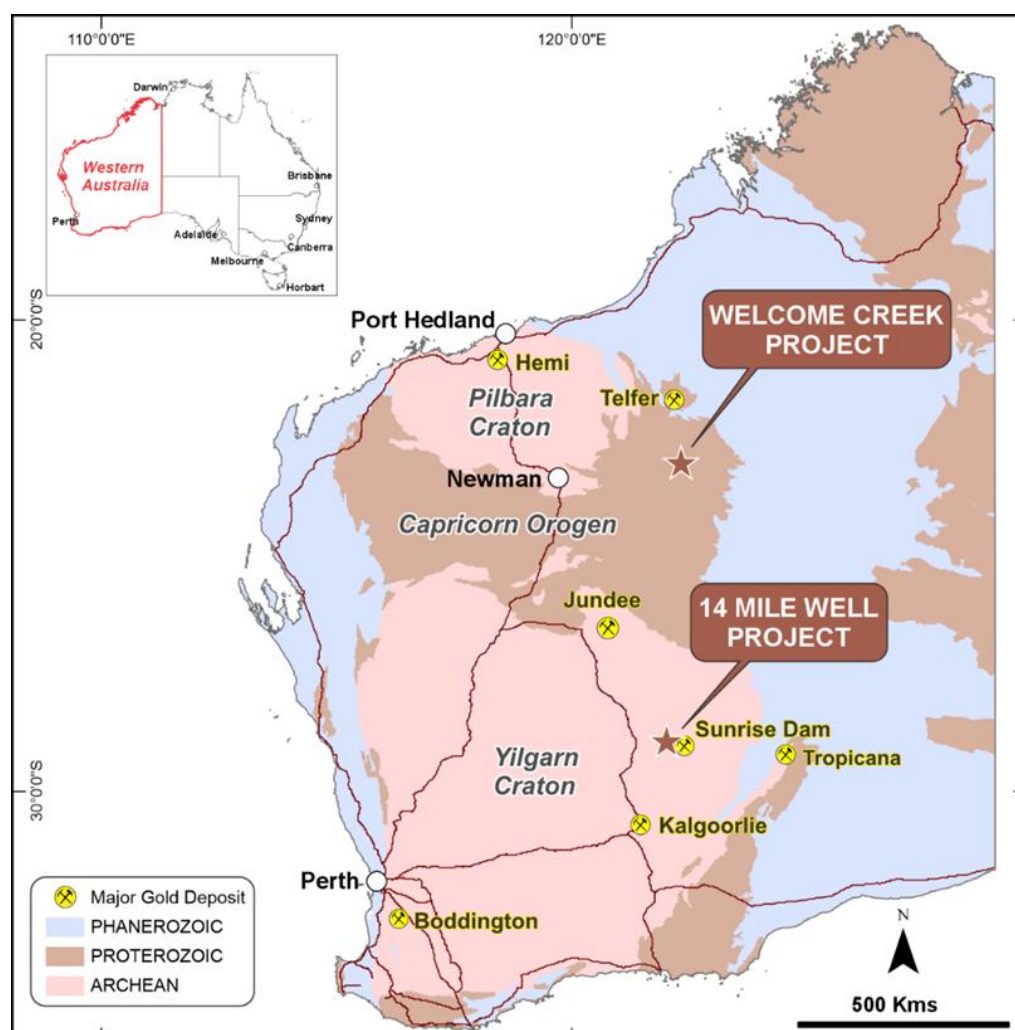 110°0'0"E
120°0'0"E
Darwin
Western
Australia
Brisbane
Perth
Sydney
Adelaide
Canberra
Melbourne
Horbart
20°0'0"S
WELCOME CREEK
PROJECT
Port Hedland
Hemi
Telfer
Pilbara
Craton
Newman
Capricorn Orogen
14 MILE WELL
PROJECT
Jundee
Sunrise Dam
Tropicana
Yilgarn
Craton
30°0'0"S
Kalgoorlie
Perth
Boddington
Major Gold Deposit
PHANEROZOIC
PROTEROZOIC
ARCHEAN
N
500 Kms